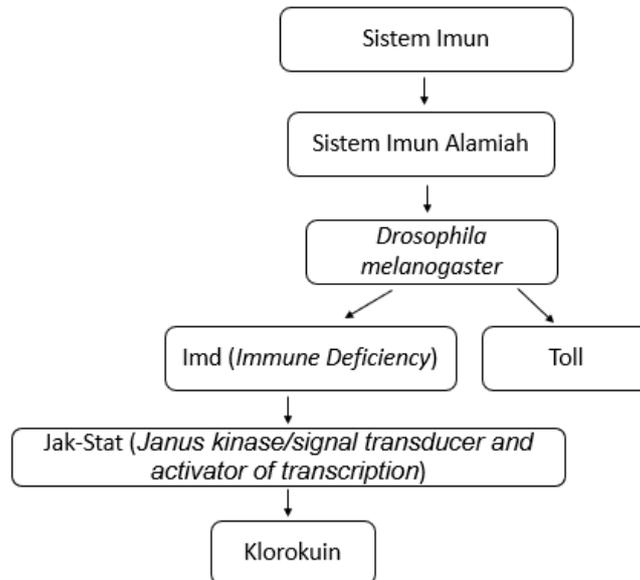 Sistem Imun
Sistem Imun Alamiah
Drosophila
melanogaster
Imd (Immune Deficiency)
Toll
Jak-Stat (Janus kinase/signal transducer and
activator of transcription)
Klorokuin